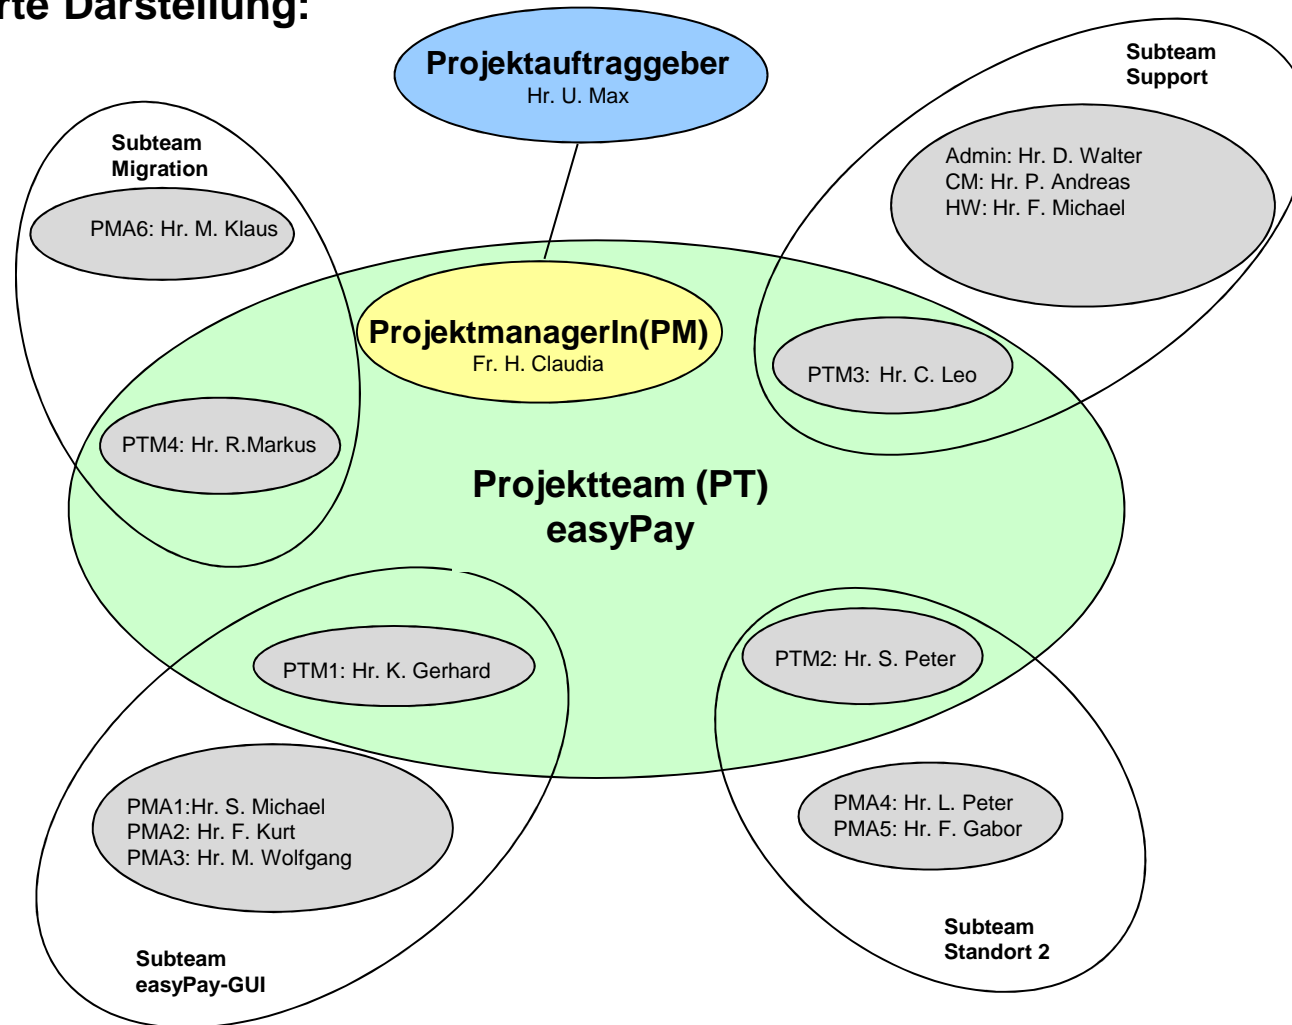 rte Darstellung:
Projektauftraggeber
Hr. U. Max
Subteam
Support
Subteam
Migration
Admin: Hr. D. Walter
CM: Hr. P. Andreas
HW: Hr. F. Michael
PMA6: Hr. M. Klaus
ProjektmanagerIn(PM)
Fr. H. Claudia
PTM3: Hr. C. Leo
PTM4: Hr. R.Markus
Projektteam (PT)
easyPay
PTM1: Hr. K. Gerhard
PTM2: Hr. S. Peter
PMA1:Hr. S. Michael
PMA2: Hr. F. Kurt
PMA3: Hr. M. Wolfgang
PMA4: Hr. L. Peter
PMA5: Hr. F. Gabor
Subteam
Standort 2
Subteam
easyPay-GUI